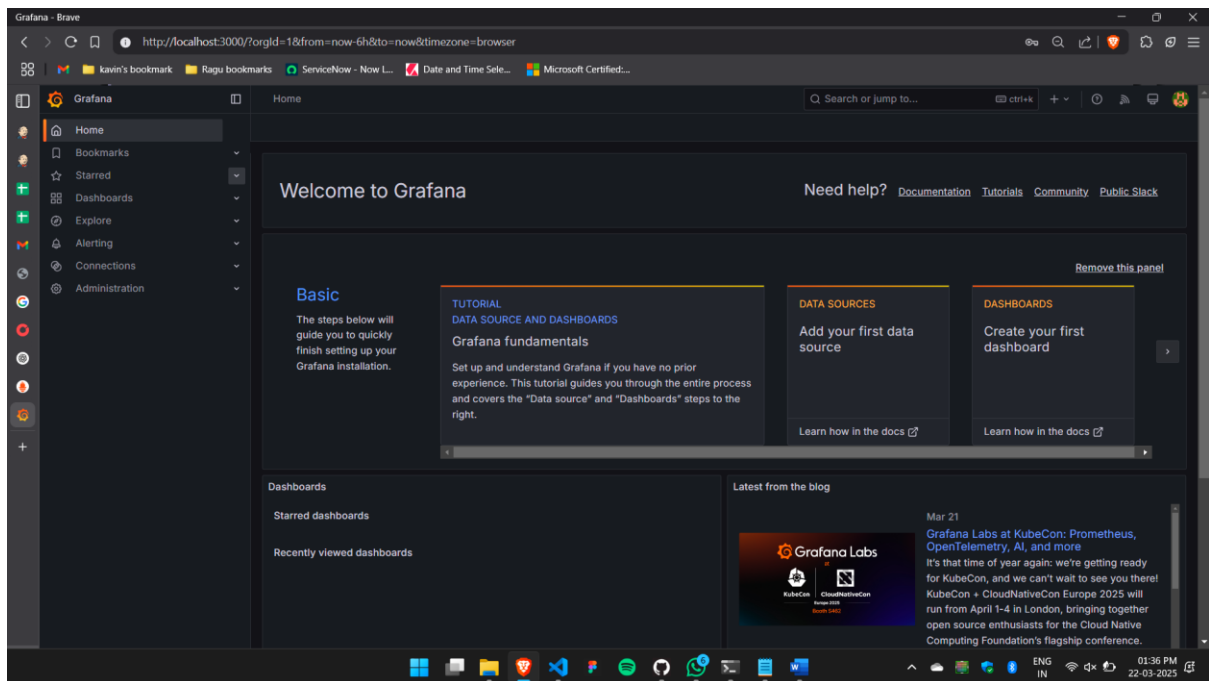 Grafana - Brave
http://localhost:3000/?orgId=1&from=now-6h&to=now&timezone=browser
kavin's bookmark
Ragu bookmarks
ServiceNow - Now L...
Date and Time Sele...
Microsoft Certified:...
Grafana
Home
Search or jump to...
ctrl+k
Home
Bookmarks
Starred
Dashboards
Explore
Alerting
Connections
Administration
Welcome to Grafana
Need help?
Documentation
Tutorials
Community
Public Slack
Remove this panel
Basic
The steps below will
guide you to quickly
finish setting up your
Grafana installation.
TUTORIAL
DATA SOURCE AND DASHBOARDS
Grafana fundamentals
Set up and understand Grafana if you have no prior
experience. This tutorial guides you through the entire process
and covers the “Data source” and “Dashboards” steps to the
right.
DATA SOURCES
Add your first data
source
Learn how in the docs
DASHBOARDS
Create your first
dashboard
Learn how in the docs
Dashboards
Starred dashboards
Recently viewed dashboards
Latest from the blog
Grafana Labs
at
KubeCon
CloudNativeCon
Europe 2025
Booth S462
Mar 21
Grafana Labs at KubeCon: Prometheus,
OpenTelemetry, AI, and more
It's that time of year again: we're getting ready
for KubeCon, and we can't wait to see you there!
KubeCon + CloudNativeCon Europe 2025 will
run from April 1-4 in London, bringing together
open source enthusiasts for the Cloud Native
Computing Foundation's flagship conference.
ENG
IN
01:36 PM
22-03-2025